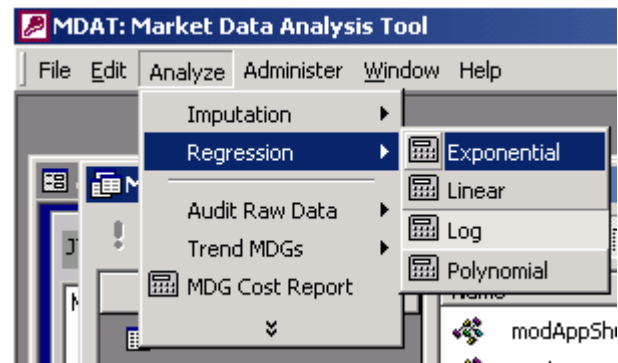 MDAT: Market Data Analysis Tool
File Edit Analyze Administer Window Help
Imputation
Regression
Audit Raw Data
Trend MDGs
MDG Cost Report
Exponential
Linear
Log
Polynomial